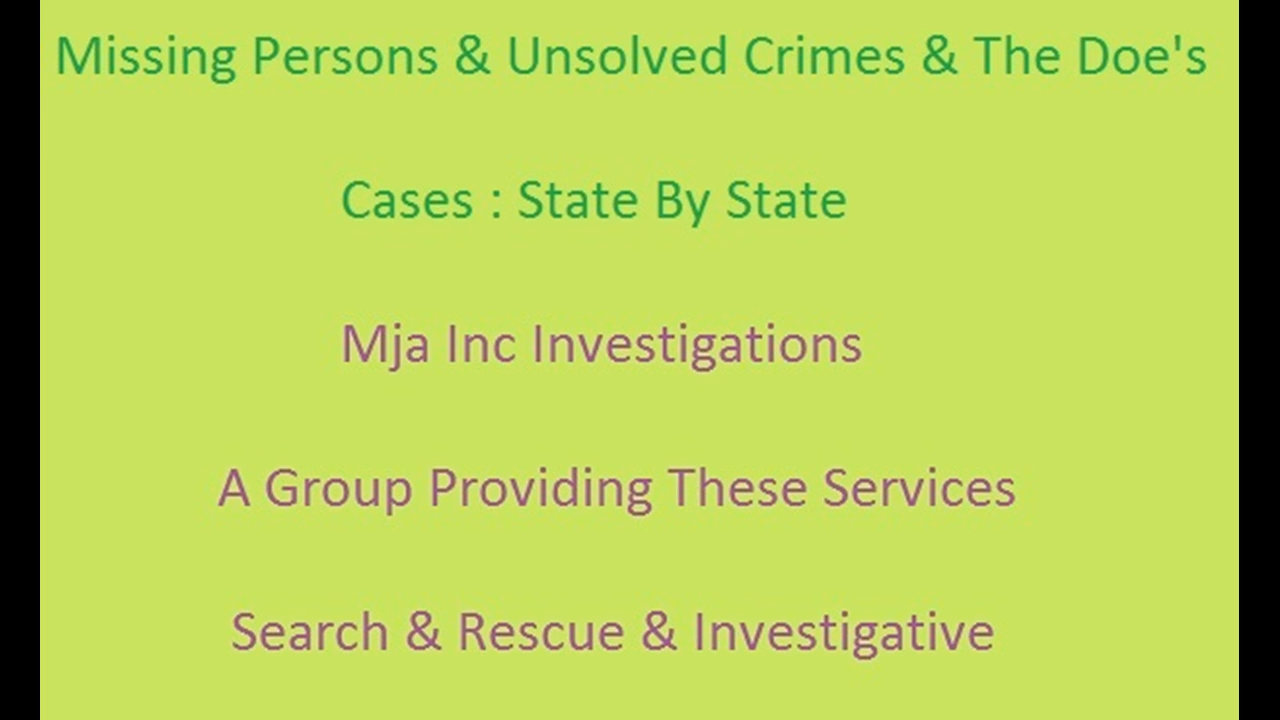 Missing Persons & Unsolved Crimes & The Doe's
Cases : State By State
Mja Inc Investigations
A Group Providing These Services
Search & Rescue & Investigative